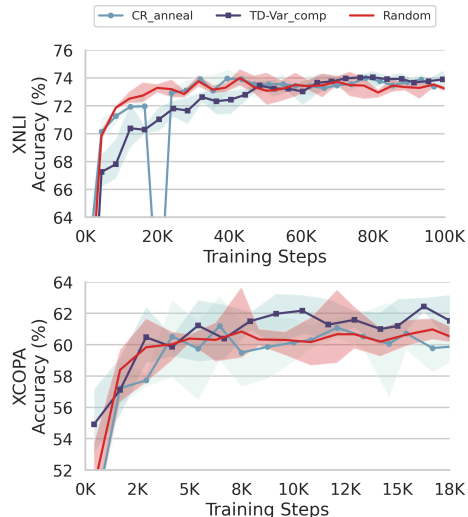 CR_anneal TD-Var_comp Random
XNLI
Accuracy (%)
76
74
72
70
68
66
64
0K 20K 40K 60K 80K 100K
Training Steps
XCOPA
Accuracy (%)
64
62
60
58
56
54
52
0K 2K 5K 8K 10K 12K 15K 18K
Training Steps